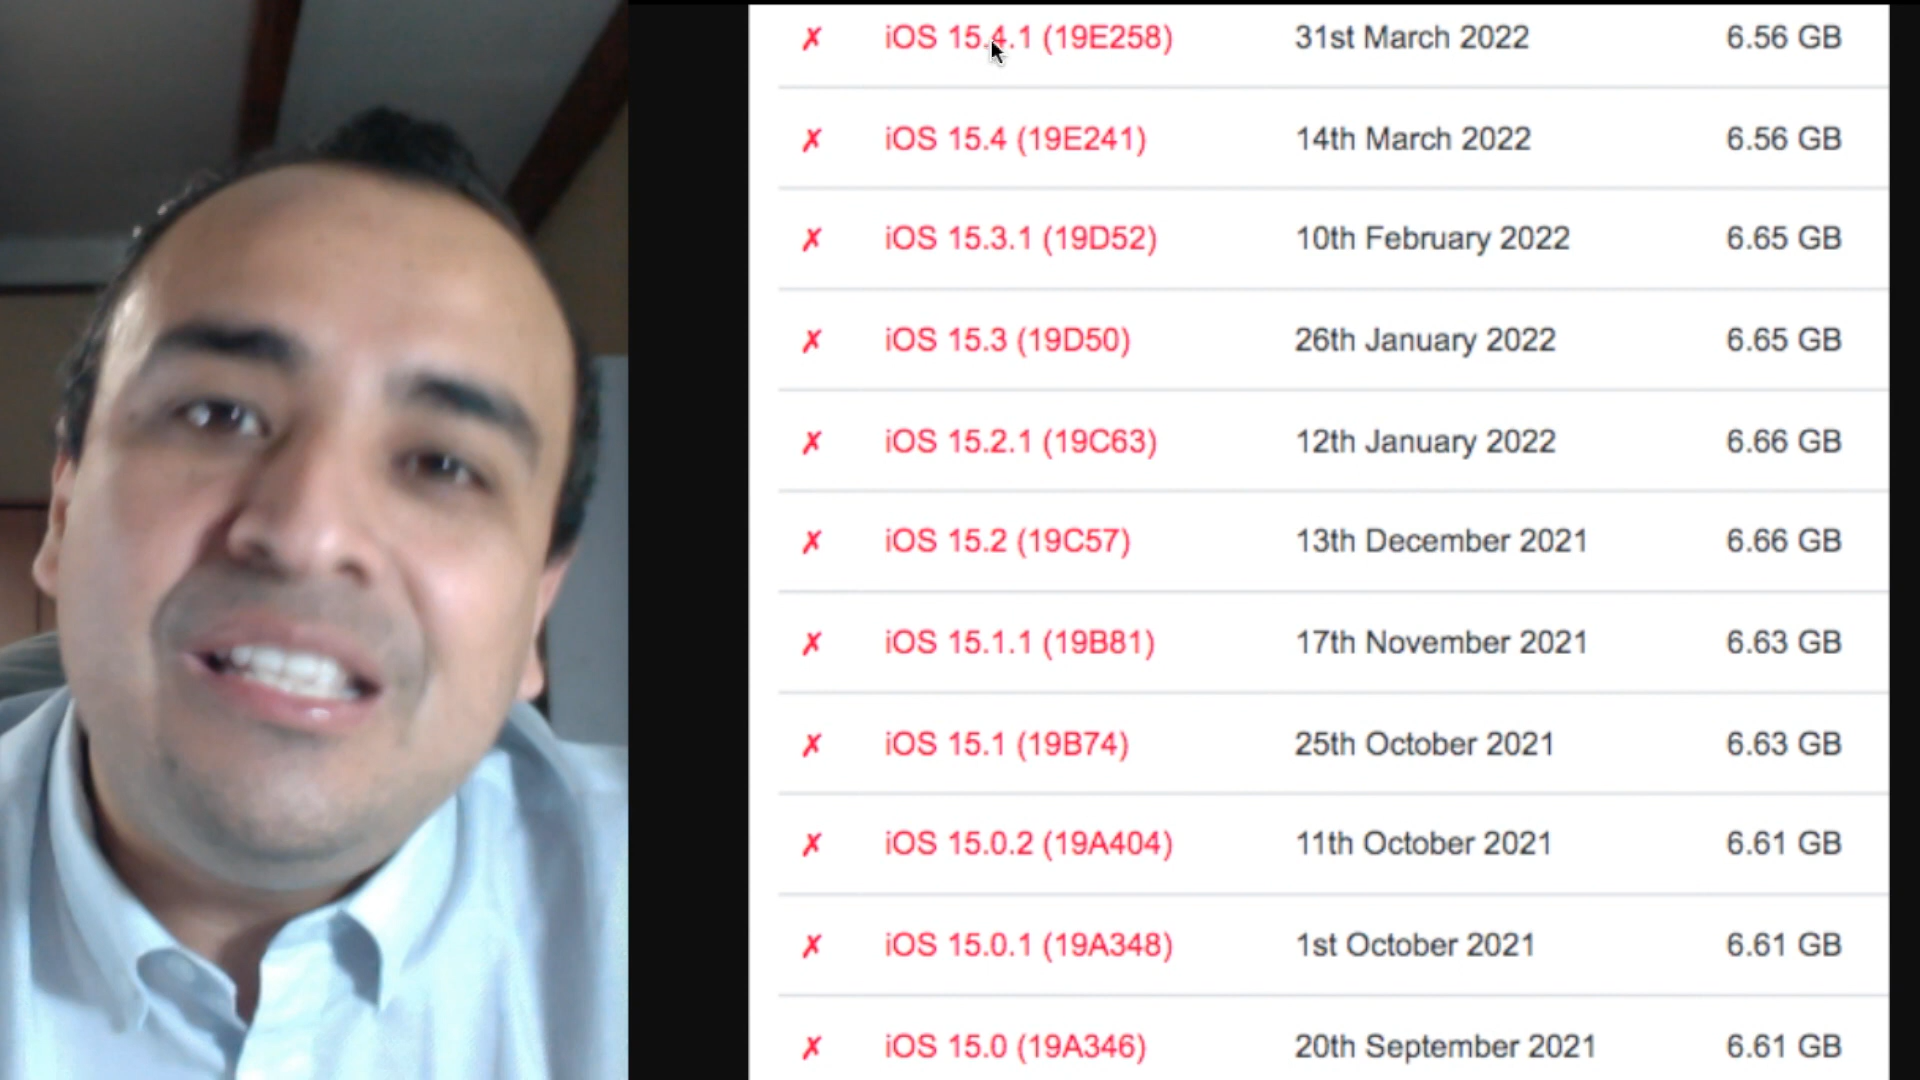 ✗ iOS 15.4.1 (19E258) 31st March 2022 6.56 GB
✗ iOS 15.4 (19E241) 14th March 2022 6.56 GB
✗ iOS 15.3.1 (19D52) 10th February 2022 6.65 GB
✗ iOS 15.3 (19D50) 26th January 2022 6.65 GB
✗ iOS 15.2.1 (19C63) 12th January 2022 6.66 GB
✗ iOS 15.2 (19C57) 13th December 2021 6.66 GB
✗ iOS 15.1.1 (19B81) 17th November 2021 6.63 GB
✗ iOS 15.1 (19B74) 25th October 2021 6.63 GB
✗ iOS 15.0.2 (19A404) 11th October 2021 6.61 GB
✗ iOS 15.0.1 (19A348) 1st October 2021 6.61 GB
✗ iOS 15.0 (19A346) 20th September 2021 6.61 GB